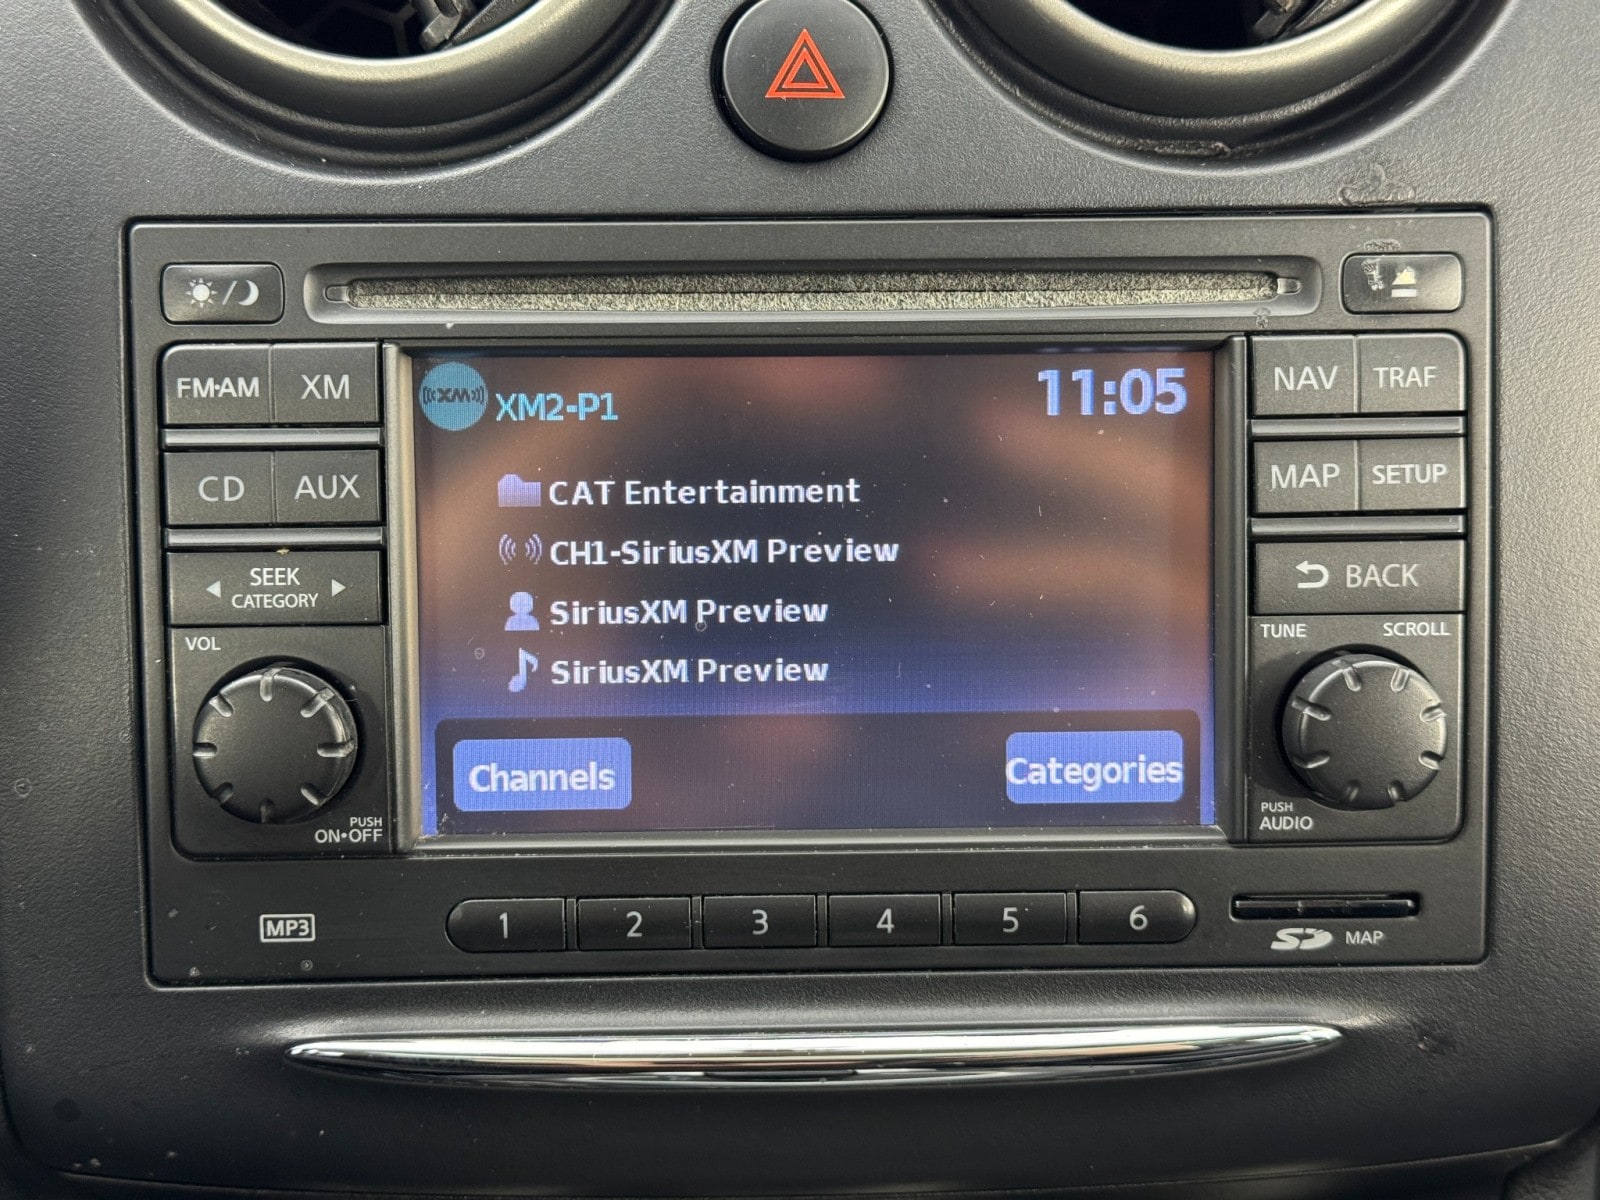 FM·AM
XM
CD
AUX
SEEK
CATEGORY
VOL
PUSH
ON•OFF
MP3
XM
XM2-P1
11:05
CAT Entertainment
CH1-SiriusXM Preview
SiriusXM Preview
SiriusXM Preview
Channels
Categories
NAV
TRAF
MAP
SETUP
BACK
TUNE
SCROLL
PUSH
AUDIO
1
2
3
4
5
6
SD
MAP